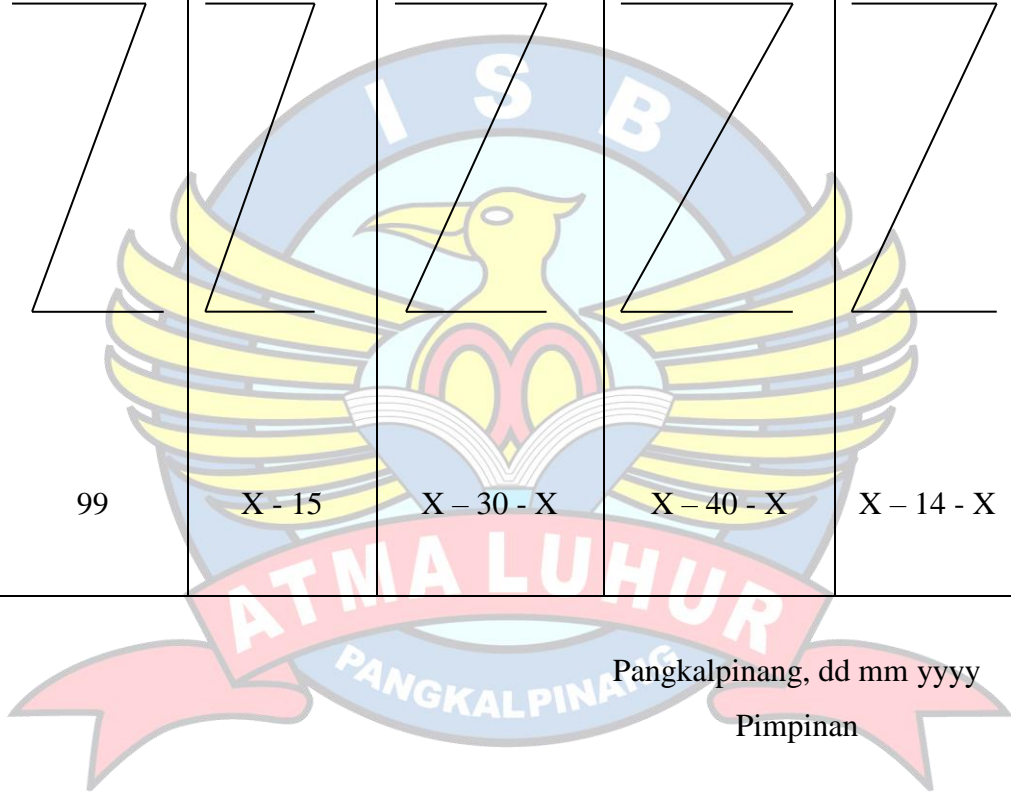 I S B
99 X - 15 X – 30 - X X – 40 - X X – 14 - X
ATMA LUHUR
PANGKALPINANG
Pangkalpinang, dd mm yyyy
Pimpinan